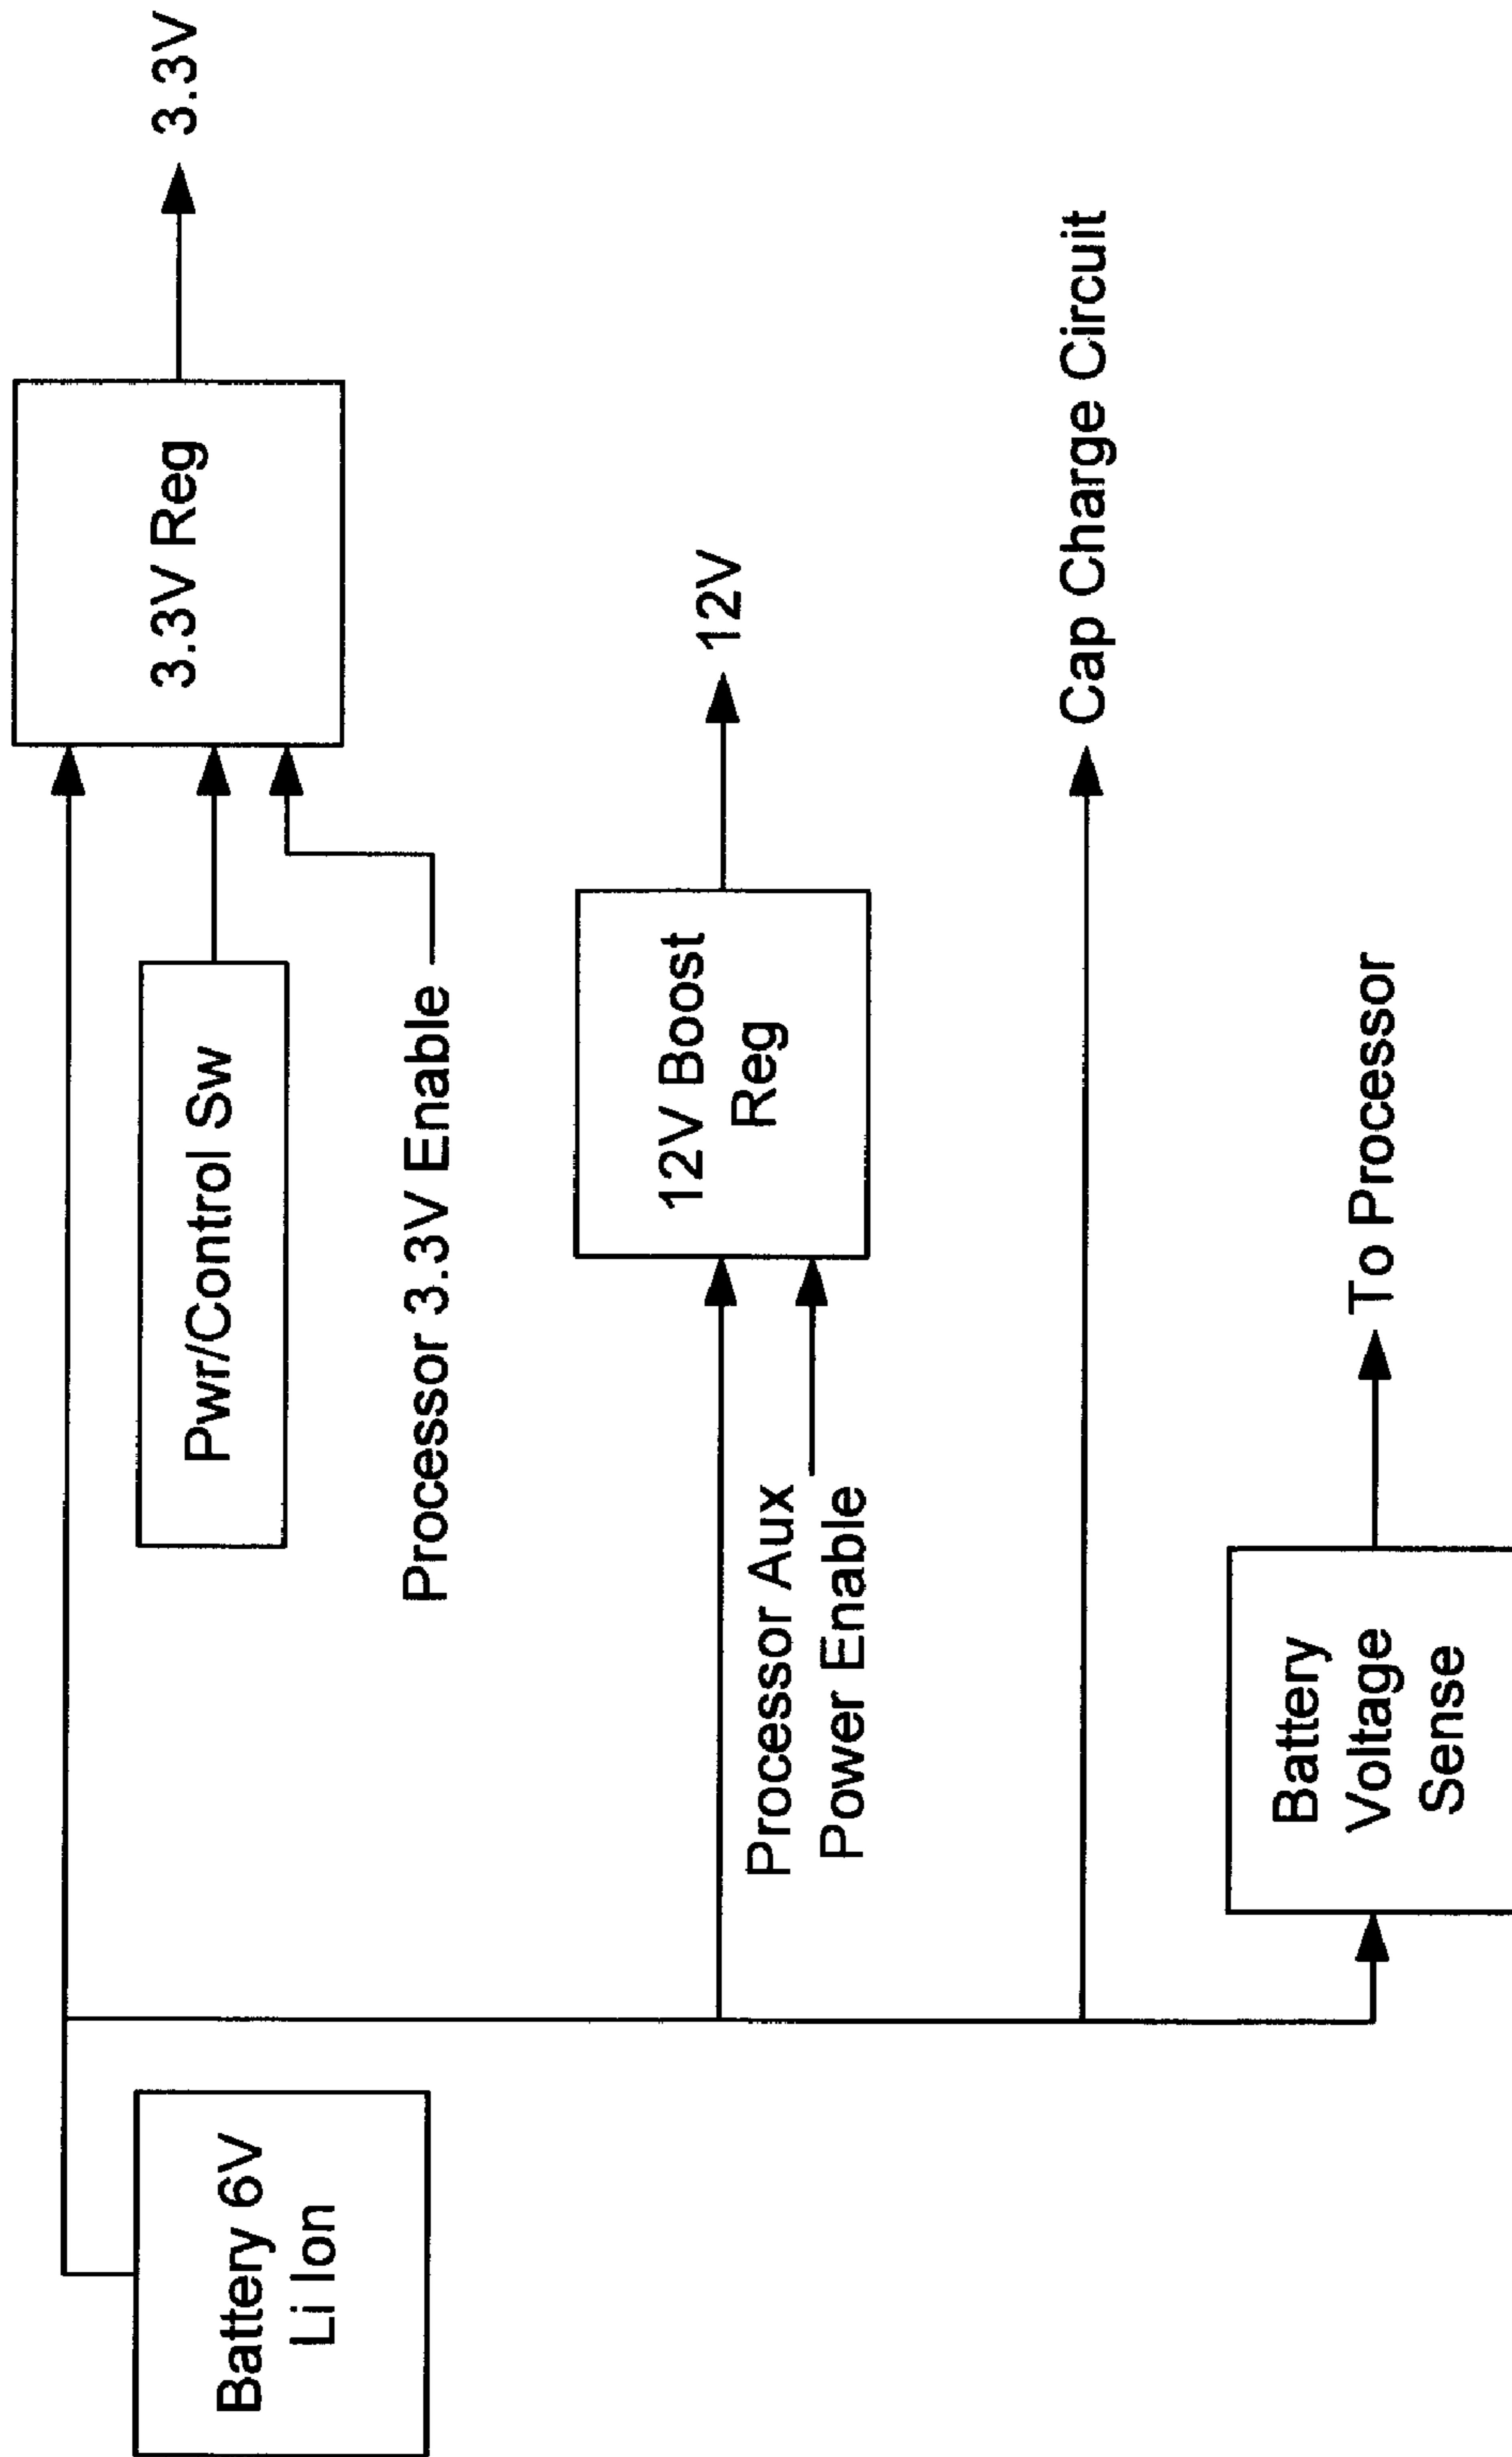 Battery 6V
Li Ion
Pwr/Control Sw
3.3V Reg
3.3V
Processor 3.3V Enable
12V Boost
Reg
12V
Processor Aux
Power Enable
Cap Charge Circuit
Battery
Voltage
Sense
To Processor